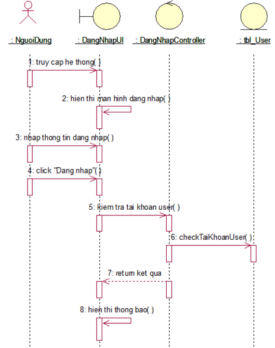 : NguoiDung
: DangNhapUI
: DangNhapController
: tbl_User
1: truy cap he thong( )
2: hien thi man hinh dang nhap( )
3: nhap thong tin dang nhap( )
4: click "Dang nhap"( )
5: kiem tra tai khoan user( )
6: checkTaiKhoanUser( )
7: return ket qua
8: hien thi thong bao( )